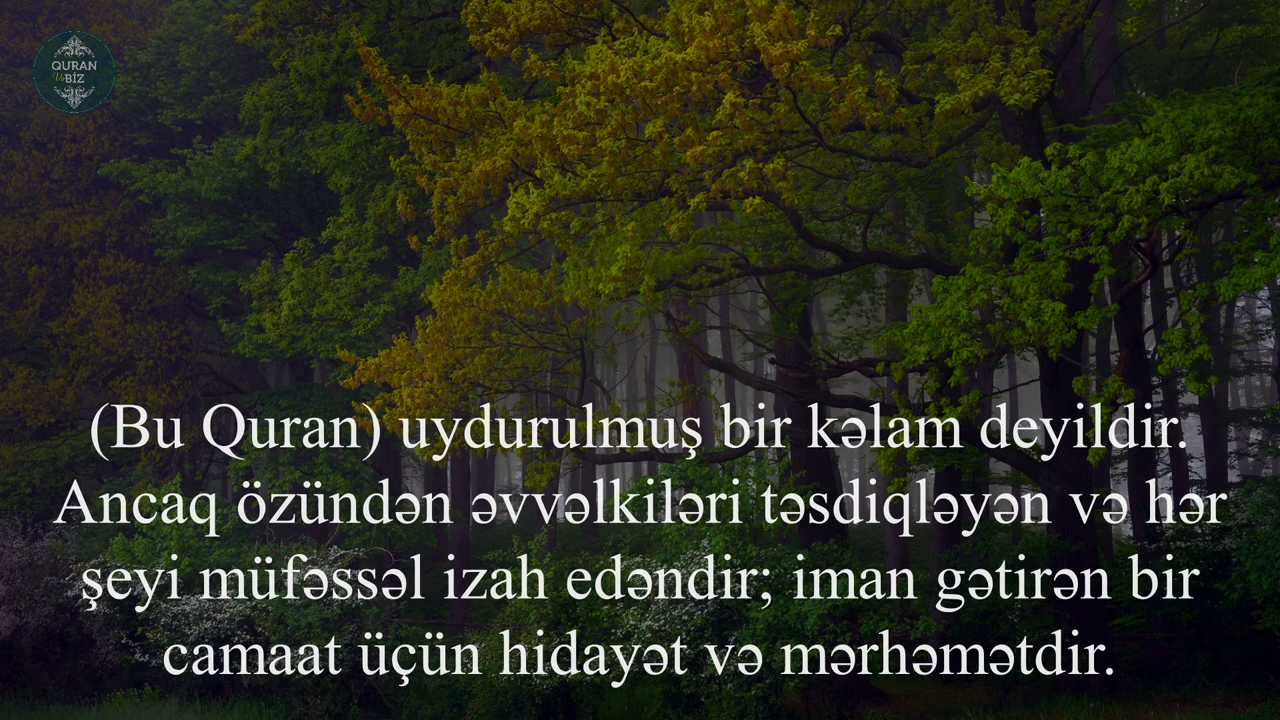 QURAN
Və BİZ
(Bu Quran) uydurulmuş bir kəlam deyildir.
Ancaq özündən əvvəlkiləri təsdiqləyən və hər
şeyi müfəssəl izah edəndir; iman gətirən bir
camaat üçün hidayət və mərhəmətdir.